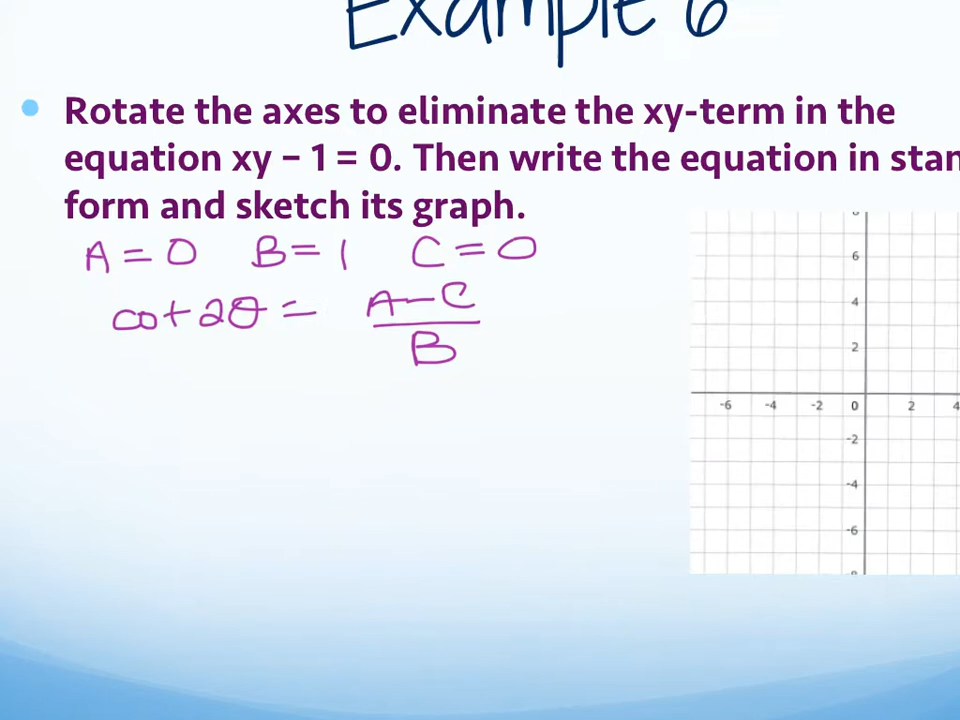 Example 6
Rotate the axes to eliminate the xy-term in the
equation xy − 1 = 0. Then write the equation in stan
form and sketch its graph.
A = 0 B = 1 C = 0
cot 2θ = A − C
B
8
6
4
2
-6 -4 -2 0 2 4
-2
-4
-6
-8